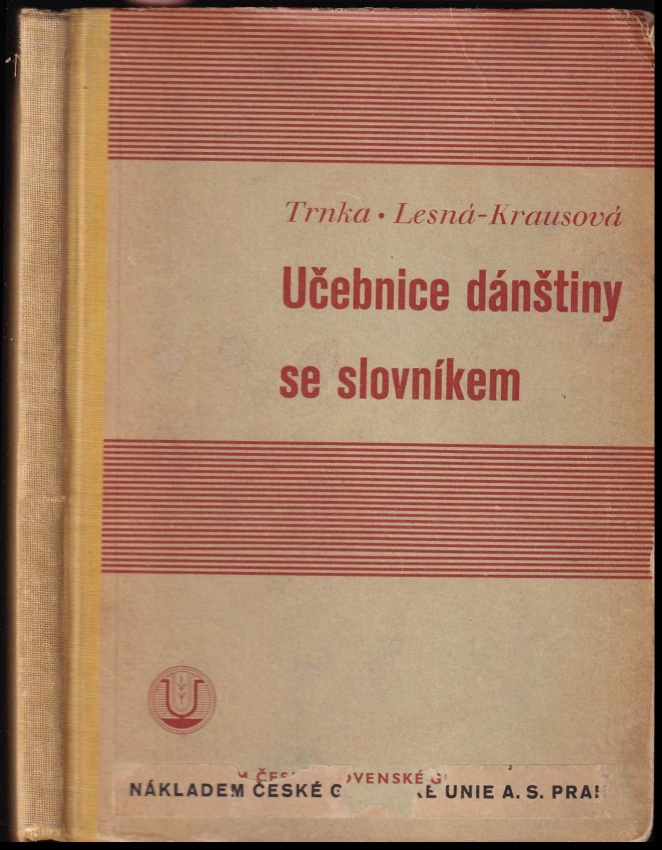 Trnka • Lesná-Krausová
Učebnice dánštiny
se slovníkem
U
NÁKLADEM ČESKÉ UNIE A. S.